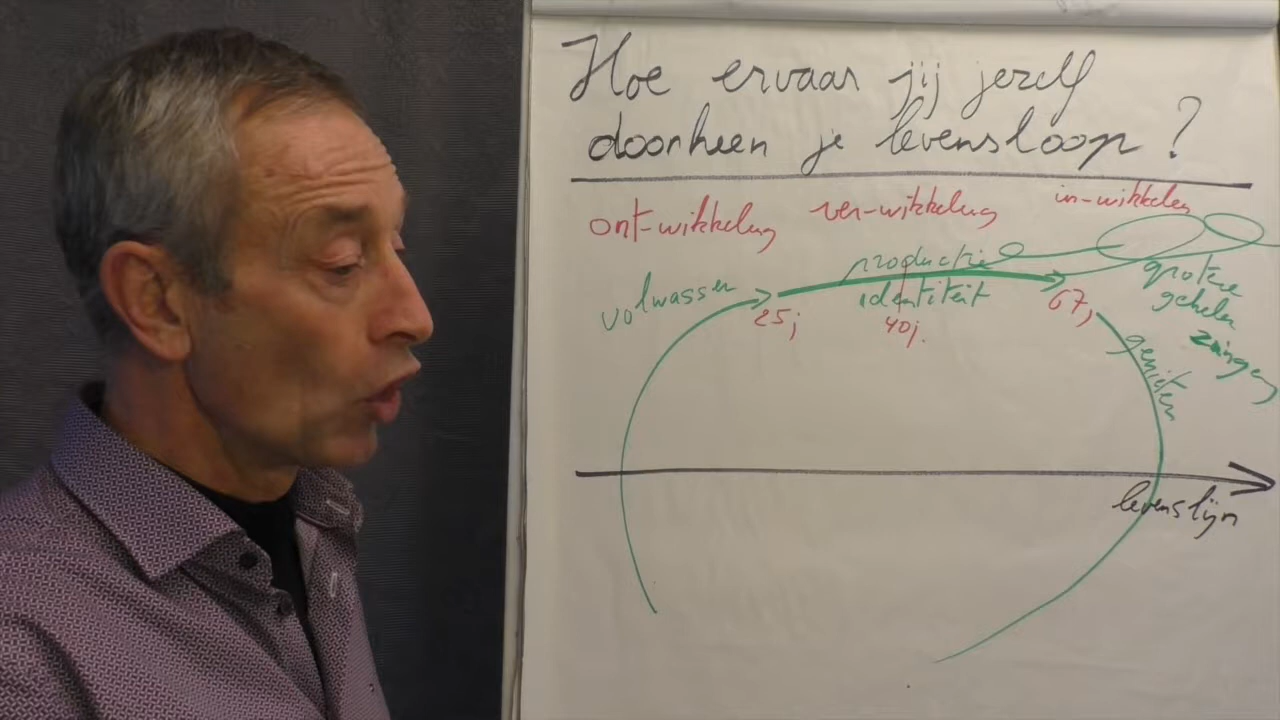 Hoe ervaar jij jezelf
doorheen je levensloop?
ont-wikkeling ver-wikkeling in-wikkelen
volwassen
productie
identiteit
grotere
gehelen
25j
40j.
67j
genieten
levenslijn